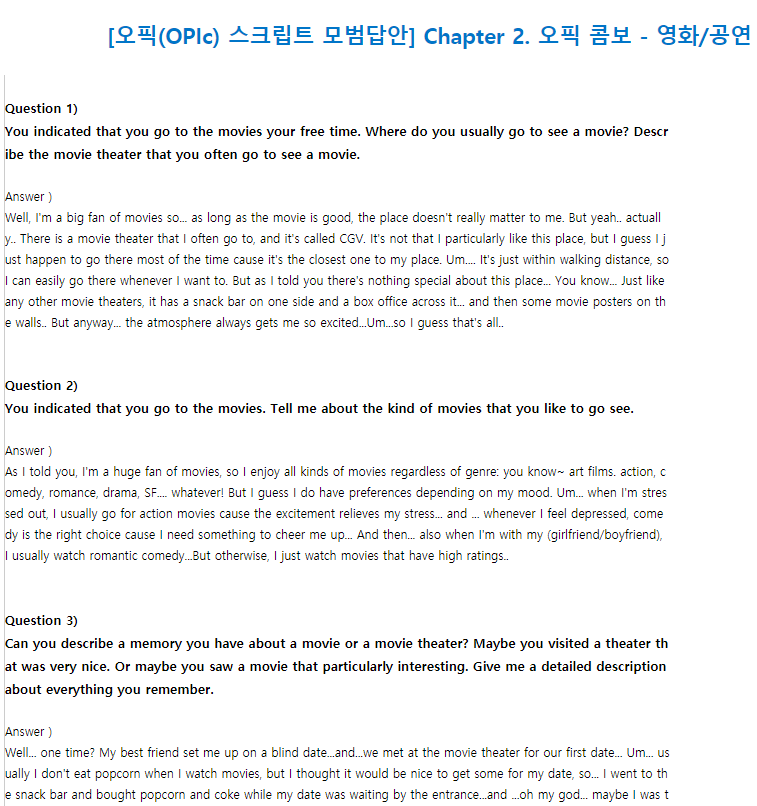 [오픽(OPIc) 스크립트 모범답안] Chapter 2. 오픽 콤보 - 영화/공연
Question 1)
You indicated that you go to the movies your free time. Where do you usually go to see a movie? Descr
ibe the movie theater that you often go to see a movie.
Answer )
Well, I'm a big fan of movies so... as long as the movie is good, the place doesn't really matter to me. But yeah.. actuall
y.. There is a movie theater that I often go to, and it's called CGV. It's not that I particularly like this place, but I guess I j
ust happen to go there most of the time cause it's the closest one to my place. Um.... It's just within walking distance, so
I can easily go there whenever I want to. But as I told you there's nothing special about this place... You know... Just like
any other movie theaters, it has a snack bar on one side and a box office across it... and then some movie posters on th
e walls.. But anyway... the atmosphere always gets me so excited...Um...so I guess that's all..
Question 2)
You indicated that you go to the movies. Tell me about the kind of movies that you like to go see.
Answer )
As I told you, I'm a huge fan of movies, so I enjoy all kinds of movies regardless of genre: you know~ art films. action, c
omedy, romance, drama, SF.... whatever! But I guess I do have preferences depending on my mood. Um... when I'm stres
sed out, I usually go for action movies cause the excitement relieves my stress... and ... whenever I feel depressed, come
dy is the right choice cause I need something to cheer me up... And then... also when I'm with my (girlfriend/boyfriend),
I usually watch romantic comedy...But otherwise, I just watch movies that have high ratings..
Question 3)
Can you describe a memory you have about a movie or a movie theater? Maybe you visited a theater th
at was very nice. Or maybe you saw a movie that particularly interesting. Give me a detailed description
about everything you remember.
Answer )
Well... one time? My best friend set me up on a blind date...and...we met at the movie theater for our first date... Um... us
ually I don't eat popcorn when I watch movies, but I thought it would be nice to get some for my date, so... I went to th
e snack bar and bought popcorn and coke while my date was waiting by the entrance...and ...oh my god... maybe I was t